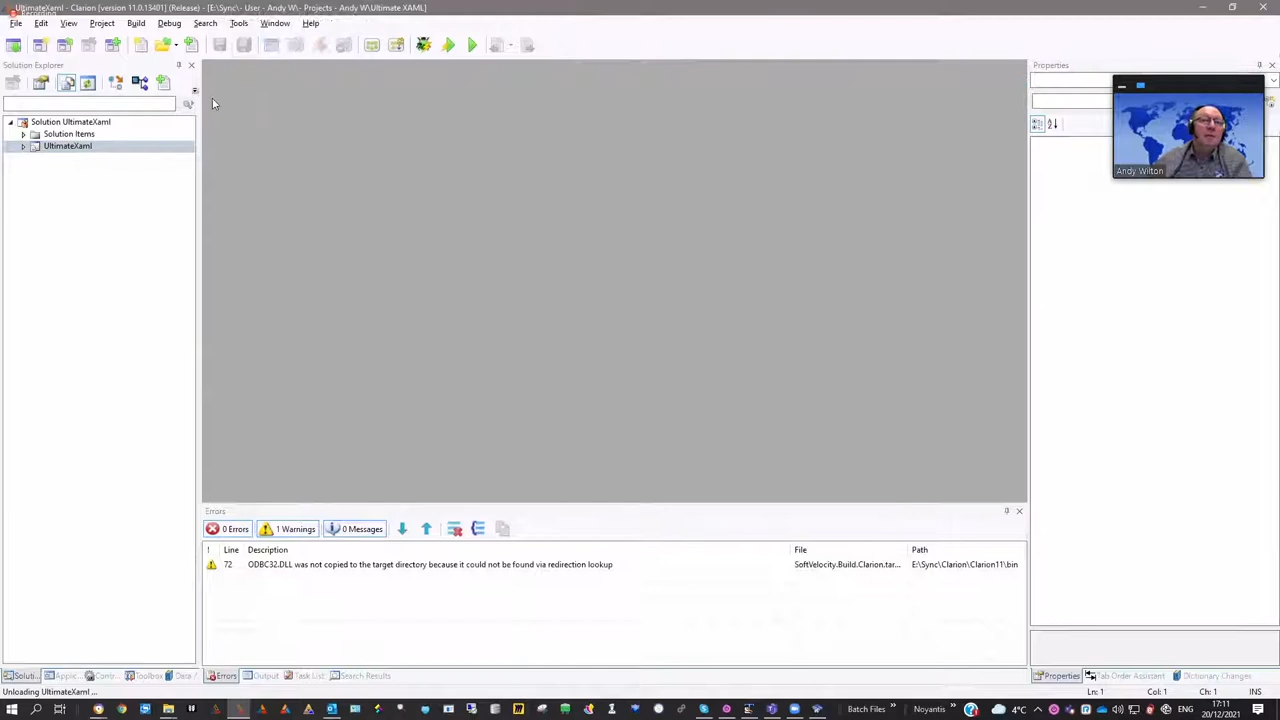 UltimateXaml - Clarion [version 11.0.13401] (Release) - [E:\Sync\- User - Andy W\- Projects - Andy W\Ultimate XAML]
File Edit View Project Build Debug Search Tools Window Help
Solution Explorer
Properties
Solution UltimateXaml
Solution Items
UltimateXaml
Andy Wilton
Errors
0 Errors 1 Warnings 0 Messages
! Line Description File Path
72 ODBC32.DLL was not copied to the target directory because it could not be found via redirection lookup SoftVelocity.Build.Clarion.tar... E:\Sync\Clarion\Clarion11\bin
Soluti... Applic... Contr... Toolbox Data / Errors Output Task List Search Results Properties Tab Order Assistant Dictionary Changes
Unloading UltimateXaml ... Ln: 1 Col: 1 Ch: 1 INS
Batch Files Noyantis 4°C ENG 17:11
20/12/2021